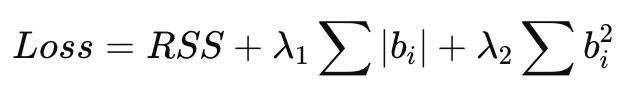 Loss = RSS + λ₁ ∑ |bᵢ| + λ₂ ∑ bᵢ²